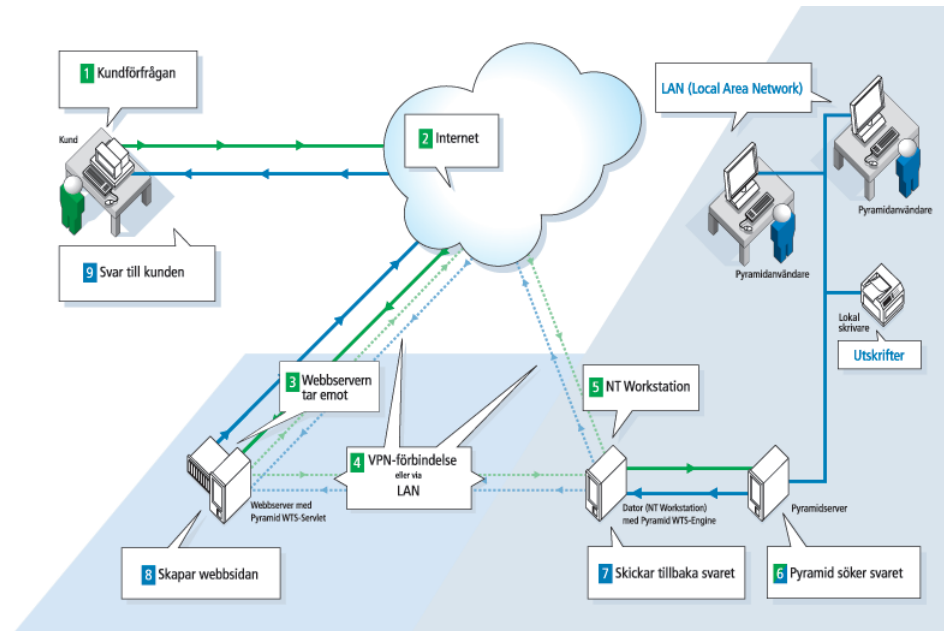 1 Kundförfrågan
Kund
2 Internet
LAN (Local Area Network)
Pyramidanvändare
Pyramidanvändare
9 Svar till kunden
Lokal
skrivare
Utskrifter
3 Webbservern
tar emot
5 NT Workstation
4 VPN-förbindelse
eller via
LAN
Webbserver med
Pyramid WTS-Servlet
Dator (NT Workstation)
med Pyramid WTS-Engine
Pyramidserver
8 Skapar webbsidan
7 Skickar tillbaka svaret
6 Pyramid söker svaret